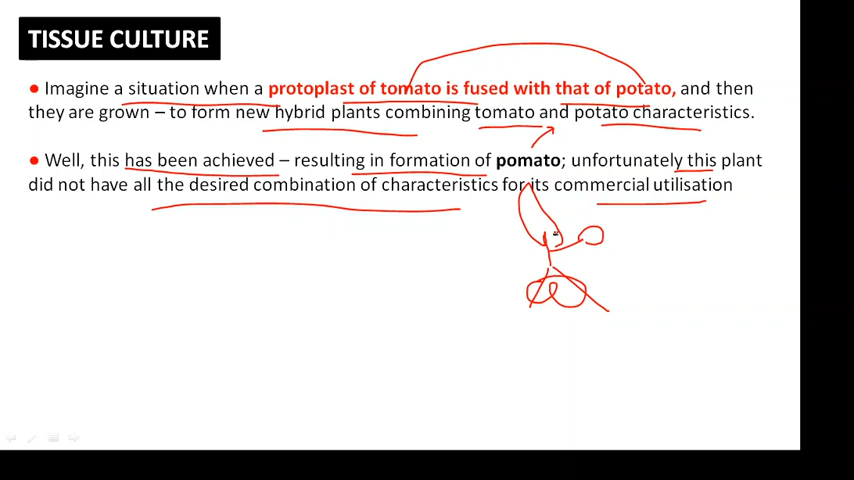 TISSUE CULTURE
● Imagine a situation when a protoplast of tomato is fused with that of potato, and then
they are grown – to form new hybrid plants combining tomato and potato characteristics.
● Well, this has been achieved – resulting in formation of pomato; unfortunately this plant
did not have all the desired combination of characteristics for its commercial utilisation